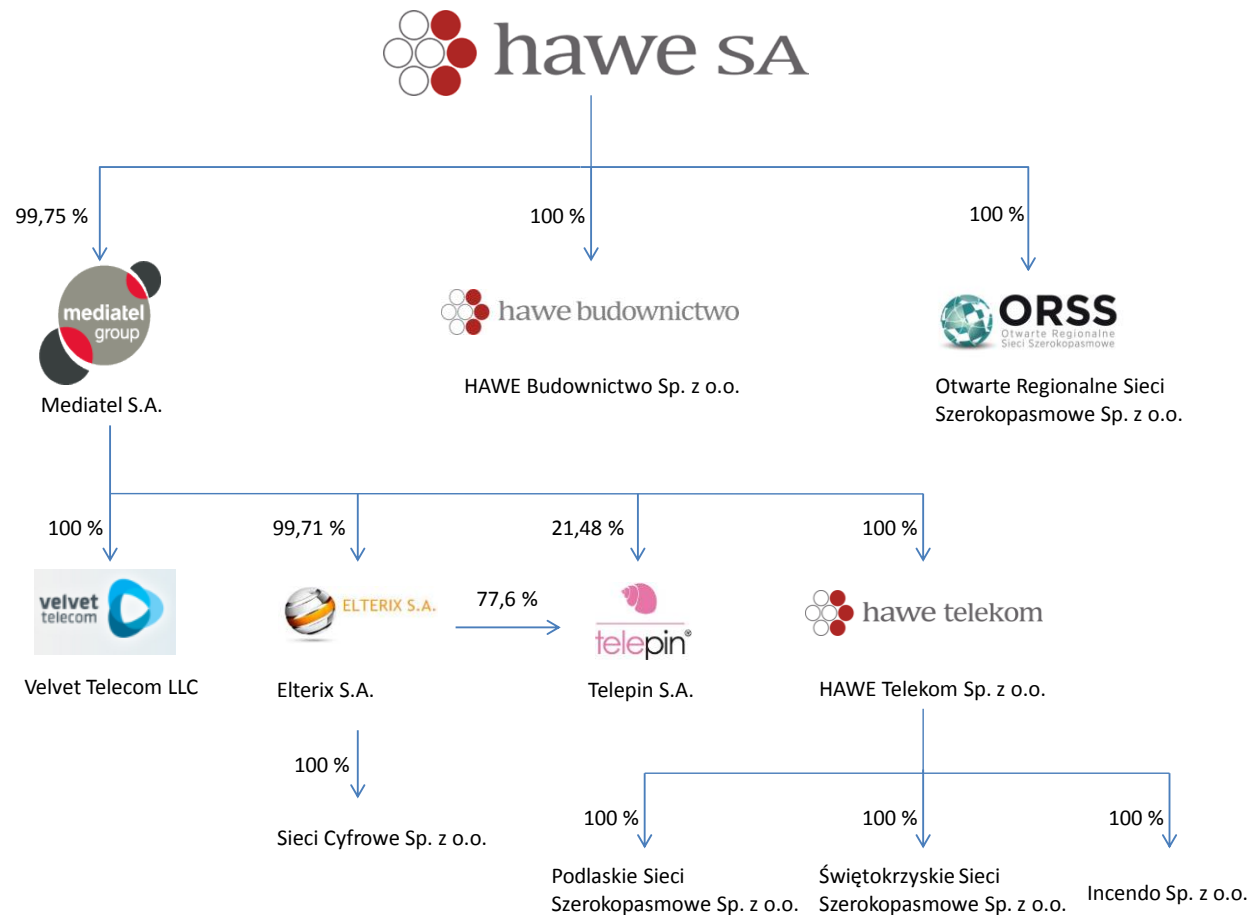 hawe SA
99,75 %
100 %
100 %
mediatel
group
hawe budownictwo
ORSS
Otwarte Regionalne
Sieci Szerokopasmowe
Mediatel S.A.
HAWE Budownictwo Sp. z o.o.
Otwarte Regionalne Sieci
Szerokopasmowe Sp. z o.o.
100 %
99,71 %
21,48 %
100 %
velvet
telecom
ELTERIX S.A.
77,6 %
telepin®
hawe telekom
Velvet Telecom LLC
Elterix S.A.
Telepin S.A.
HAWE Telekom Sp. z o.o.
100 %
Sieci Cyfrowe Sp. z o.o.
100 %
100 %
100 %
Podlaskie Sieci
Szerokopasmowe Sp. z o.o.
Świętokrzyskie Sieci
Szerokopasmowe Sp. z o.o.
Incendo Sp. z o.o.